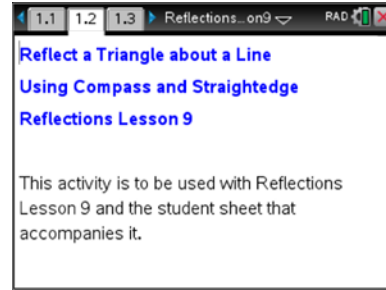 1.1 1.2 1.3 Reflections...on9 RAD
Reflect a Triangle about a Line
Using Compass and Straightedge
Reflections Lesson 9
This activity is to be used with Reflections
Lesson 9 and the student sheet that
accompanies it.